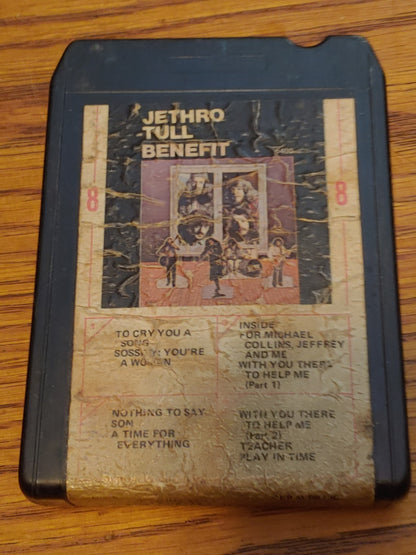 JETHRO
TULL
BENEFIT
8
8
1
TO CRY YOU A
SONG
YOU'RE
A
INSIDE
FOR MICHAEL
COLLINS, JEFFREY
AND ME
WITH YOU THERE
TO HELP ME
(Part 1)
NOTHING TO SAY
SON
A TIME FOR
EVERYTHING
WITH YOU THERE
TO HELP ME
(Part 2)
TEACHER
PLAY IN TIME